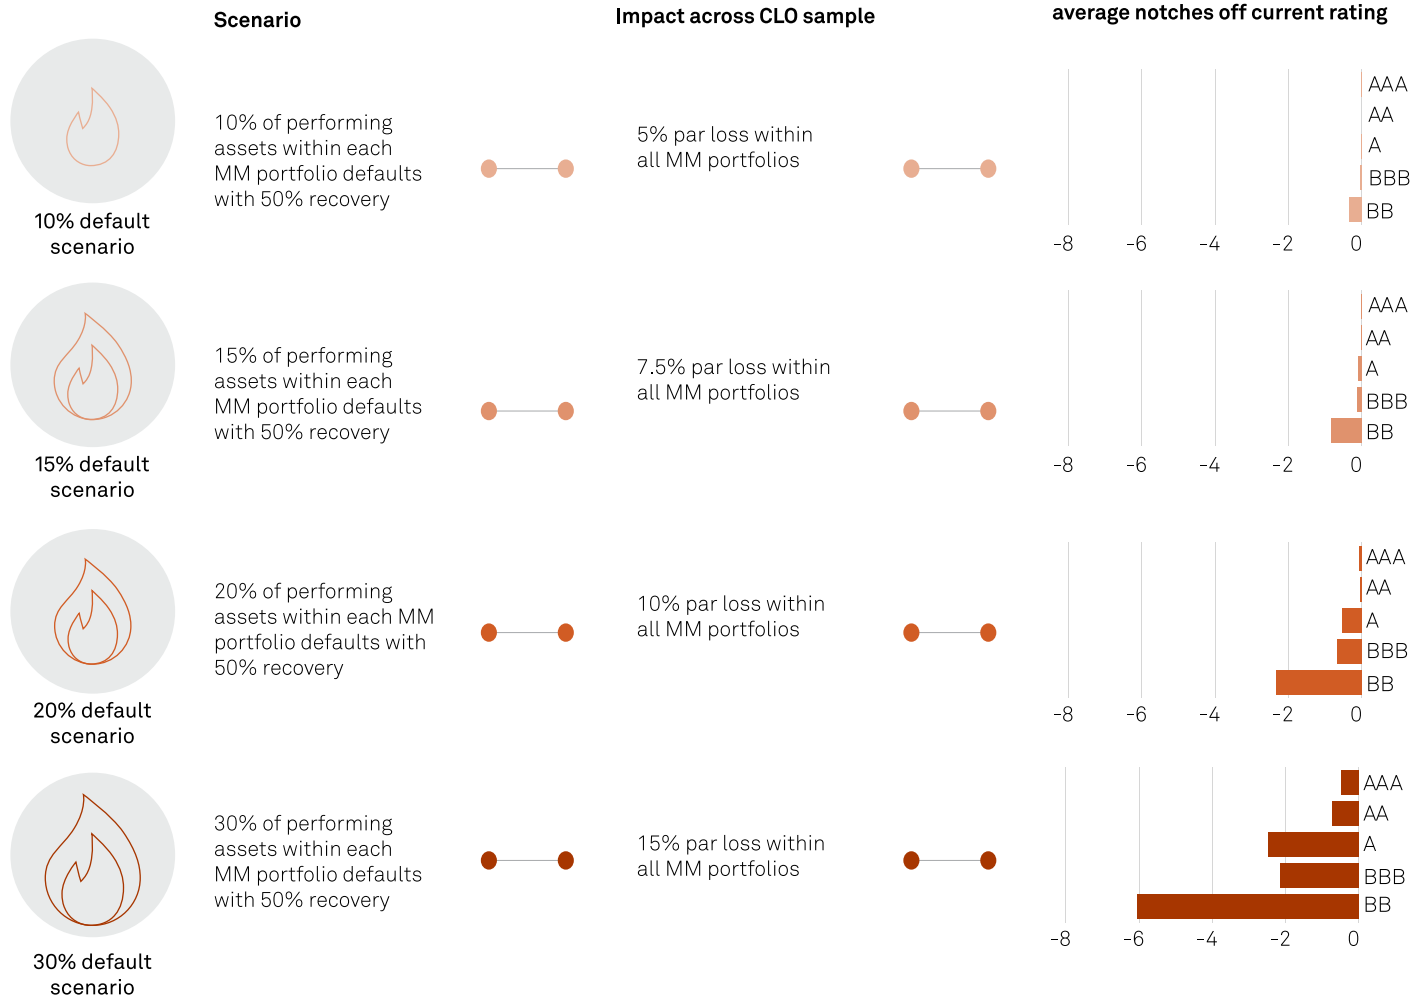 Scenario
Impact across CLO sample
average notches off current rating
10% default
scenario
10% of performing
assets within each
MM portfolio defaults
with 50% recovery
5% par loss within
all MM portfolios
AAA
AA
A
BBB
BB
-8
-6
-4
-2
0
15% default
scenario
15% of performing
assets within each
MM portfolio defaults
with 50% recovery
7.5% par loss within
all MM portfolios
AAA
AA
A
BBB
BB
-8
-6
-4
-2
0
20% default
scenario
20% of performing
assets within each MM
portfolio defaults with
50% recovery
10% par loss within
all MM portfolios
AAA
AA
A
BBB
BB
-8
-6
-4
-2
0
30% default
scenario
30% of performing
assets within each
MM portfolio defaults
with 50% recovery
15% par loss within
all MM portfolios
AAA
AA
A
BBB
BB
-8
-6
-4
-2
0